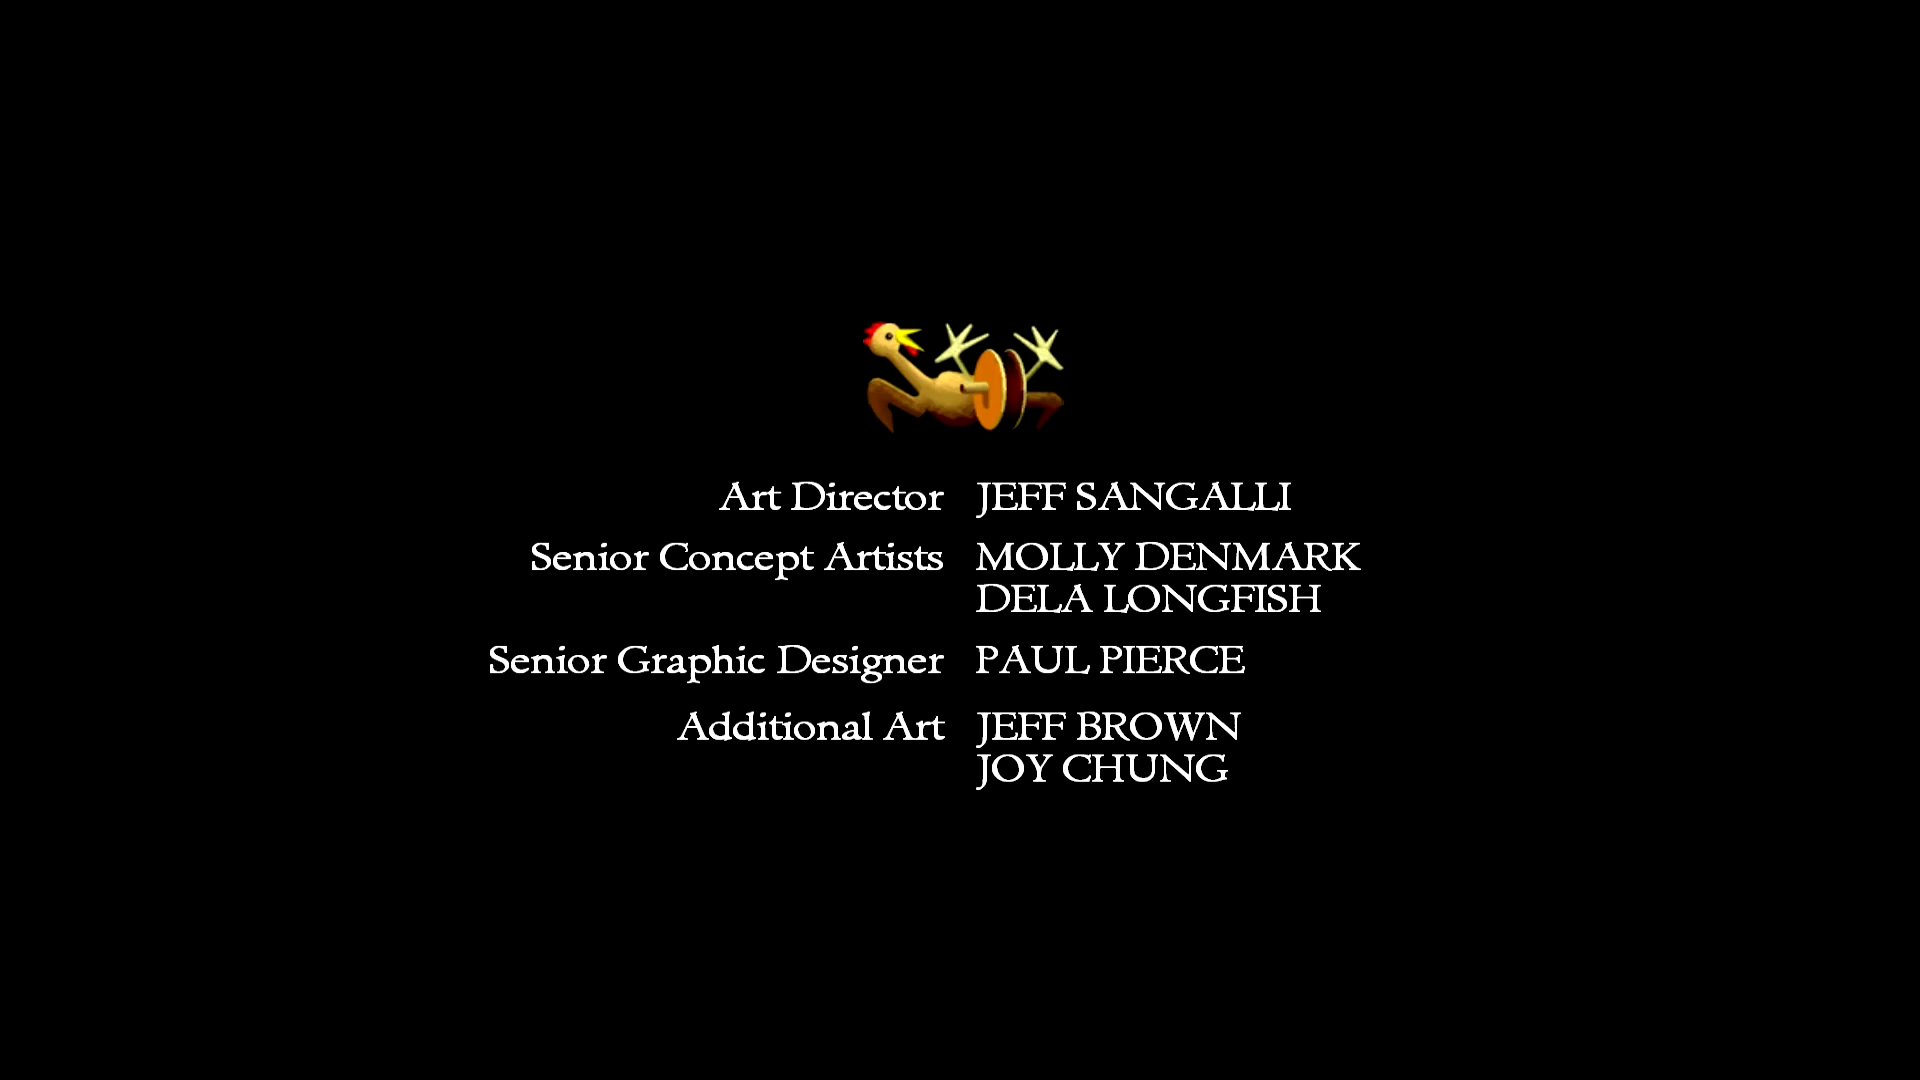 Art Director JEFF SANGALLI
Senior Concept Artists MOLLY DENMARK
DELA LONGFISH
Senior Graphic Designer PAUL PIERCE
Additional Art JEFF BROWN
JOY CHUNG